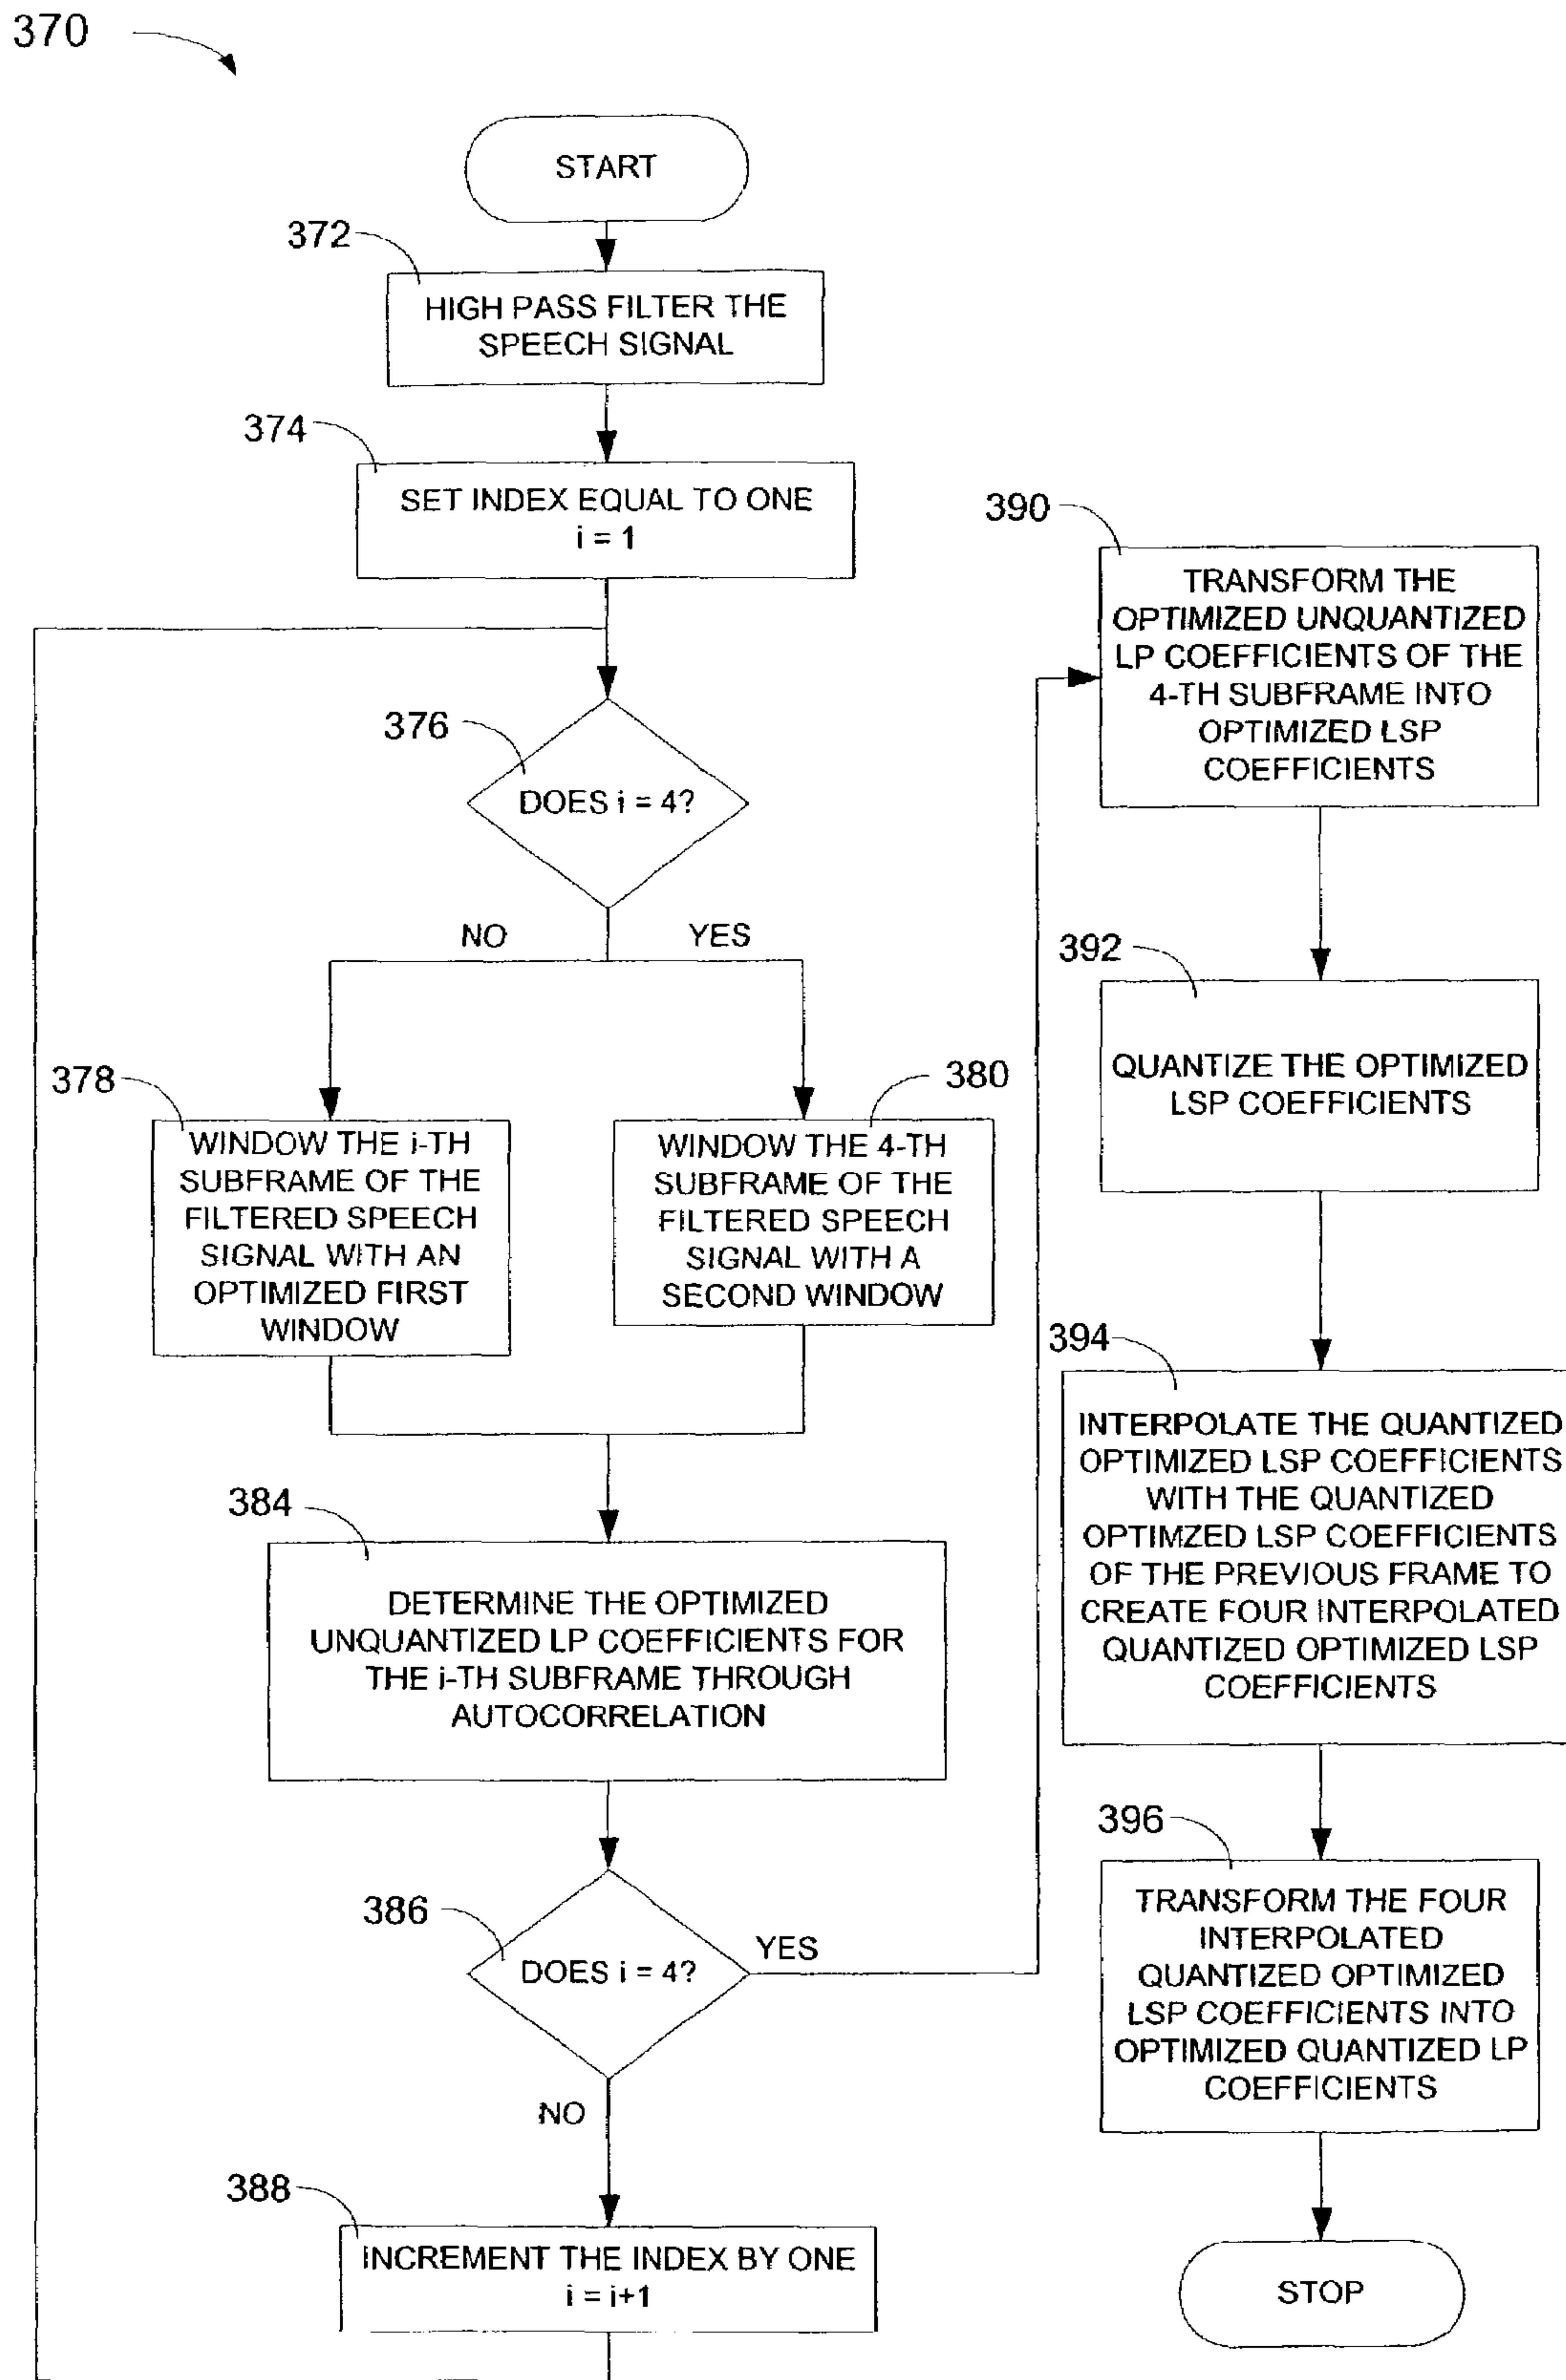 370
START
372
HIGH PASS FILTER THE
SPEECH SIGNAL
374
SET INDEX EQUAL TO ONE
i = 1
376
DOES i = 4?
NO
YES
378
WINDOW THE i-TH
SUBFRAME OF THE
FILTERED SPEECH
SIGNAL WITH AN
OPTIMIZED FIRST
WINDOW
380
WINDOW THE 4-TH
SUBFRAME OF THE
FILTERED SPEECH
SIGNAL WITH A
SECOND WINDOW
384
DETERMINE THE OPTIMIZED
UNQUANTIZED LP COEFFICIENTS FOR
THE i-TH SUBFRAME THROUGH
AUTOCORRELATION
386
DOES i = 4?
YES
NO
388
INCREMENT THE INDEX BY ONE
i = i+1
390
TRANSFORM THE
OPTIMIZED UNQUANTIZED
LP COEFFICIENTS OF THE
4-TH SUBFRAME INTO
OPTIMIZED LSP
COEFFICIENTS
392
QUANTIZE THE OPTIMIZED
LSP COEFFICIENTS
394
INTERPOLATE THE QUANTIZED
OPTIMIZED LSP COEFFICIENTS
WITH THE QUANTIZED
OPTIMZED LSP COEFFICIENTS
OF THE PREVIOUS FRAME TO
CREATE FOUR INTERPOLATED
QUANTIZED OPTIMIZED LSP
COEFFICIENTS
396
TRANSFORM THE FOUR
INTERPOLATED
QUANTIZED OPTIMIZED
LSP COEFFICIENTS INTO
OPTIMIZED QUANTIZED LP
COEFFICIENTS
STOP